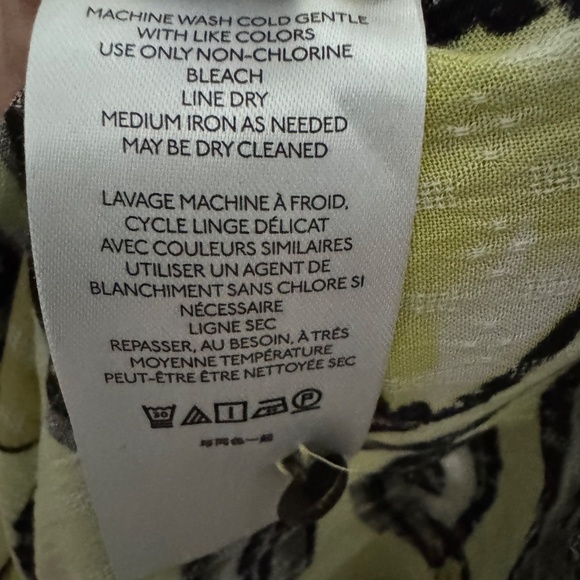 MACHINE WASH COLD GENTLE
WITH LIKE COLORS
USE ONLY NON-CHLORINE
BLEACH
LINE DRY
MEDIUM IRON AS NEEDED
MAY BE DRY CLEANED
LAVAGE MACHINE À FROID,
CYCLE LINGE DÉLICAT
AVEC COULEURS SIMILAIRES
UTILISER UN AGENT DE
BLANCHIMENT SANS CHLORE SI
NÉCESSAIRE
LIGNE SEC
REPASSER, AU BESOIN, À TRÉS
MOYENNE TEMPÉRATURE
PEUT-ÊTRE ÊTRE NETTOYÉE SEC
30 P